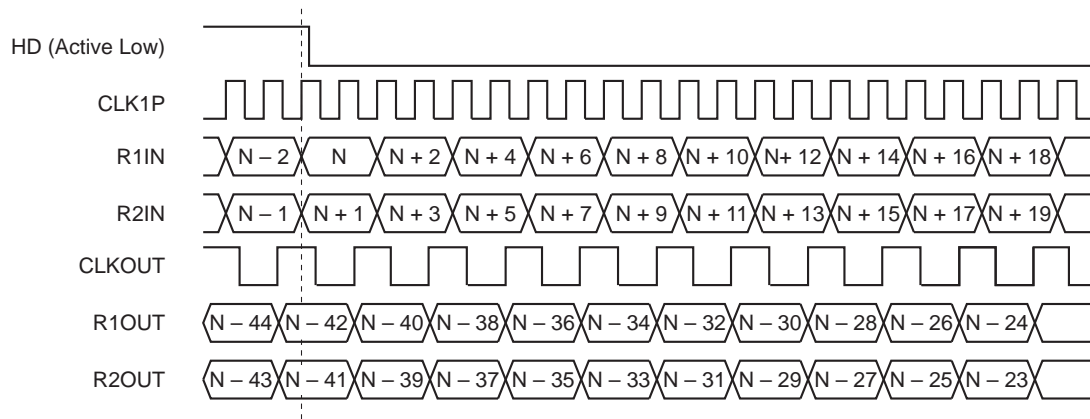 HD (Active Low)
CLK1P
R1IN N – 2 N N + 2 N + 4 N + 6 N + 8 N + 10 N+ 12 N + 14 N + 16 N + 18
R2IN N – 1 N + 1 N + 3 N + 5 N + 7 N + 9 N + 11 N + 13 N + 15 N + 17 N + 19
CLKOUT
R1OUT N – 44 N – 42 N – 40 N – 38 N – 36 N – 34 N – 32 N – 30 N – 28 N – 26 N – 24
R2OUT N – 43 N – 41 N – 39 N – 37 N – 35 N – 33 N – 31 N – 29 N – 27 N – 25 N – 23